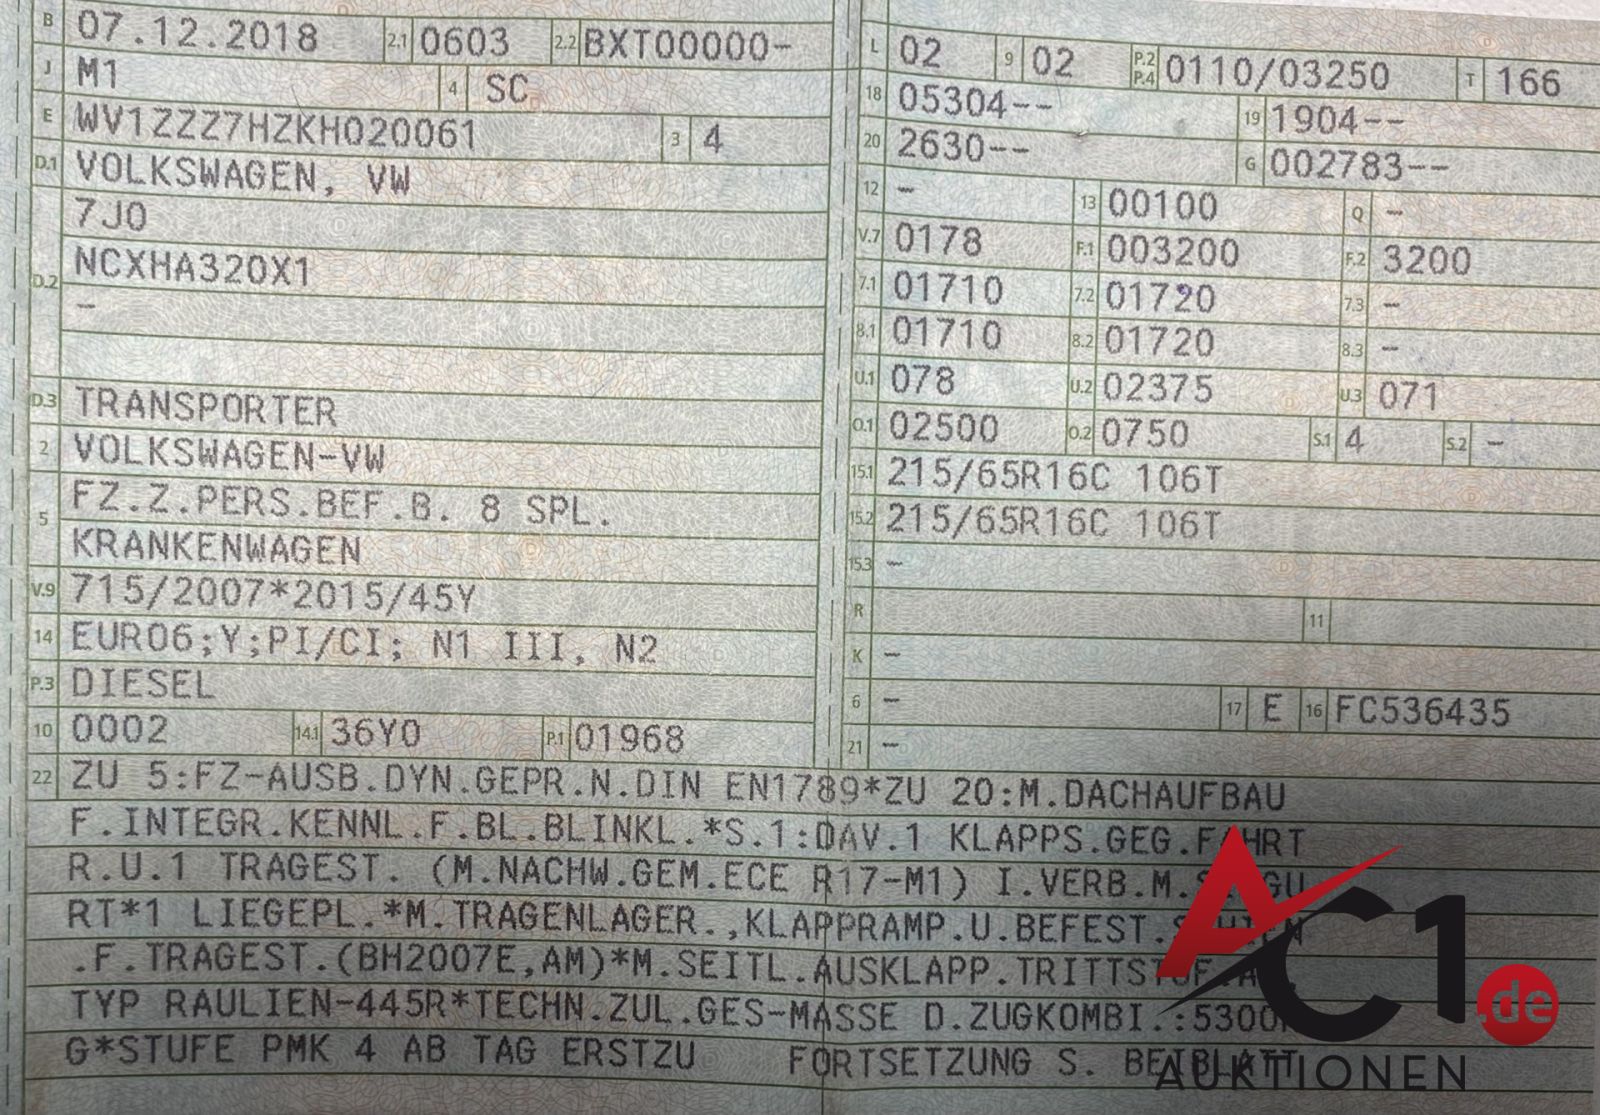 B 07.12.2018 2.1 0603 2.2 BXT00000-
J M1 4 SC
E WV1ZZZ7HZKH020061 3 4
D.1 VOLKSWAGEN, VW
7J0
D.2 NCXHA320X1
-
D.3 TRANSPORTER
2 VOLKSWAGEN-VW
5 FZ.Z.PERS.BEF.B. 8 SPL.
KRANKENWAGEN
V.9 715/2007*2015/45Y
14 EURO6;Y;PI/CI; N1 III, N2
P.3 DIESEL
10 0002 14.1 36Y0 P.1 01968
L 02 9 02 P.2 P.4 0110/03250 T 166
18 05304-- 19 1904--
20 2630-- G 002783--
12 - 13 00100 Q -
V.7 0178 F.1 003200 F.2 3200
7.1 01710 7.2 01720 7.3 -
8.1 01710 8.2 01720 8.3 -
U.1 078 U.2 02375 U.3 071
O.1 02500 O.2 0750 S.1 4 S.2 -
15.1 215/65R16C 106T
15.2 215/65R16C 106T
15.3 -
R 11
K -
6 - 17 E 16 FC536435
21 -
22 ZU 5:FZ-AUSB.DYN.GEPR.N.DIN EN1789*ZU 20:M.DACHAUFBAU
F.INTEGR.KENNL.F.BL.BLINKL.*S.1:DAV.1 KLAPPS.GEG.FAHRT
R.U.1 TRAGEST. (M.NACHW.GEM.ECE R17-M1) I.VERB.M.
RT*1 LIEGEPL.*M.TRAGENLAGER.,KLAPPRAMP.U.BEFEST.
.F.TRAGEST.(BH2007E,AM)*M.SEITL.AUSKLAPP.TRITTSTUF.
TYP RAULIEN-445R*TECHN.ZUL.GES-MASSE D.ZUGKOMBI.:5300
G*STUFE PMK 4 AB TAG ERSTZU FORTSETZUNG S. BEIBLATT
AC1.de
AUKTIONEN